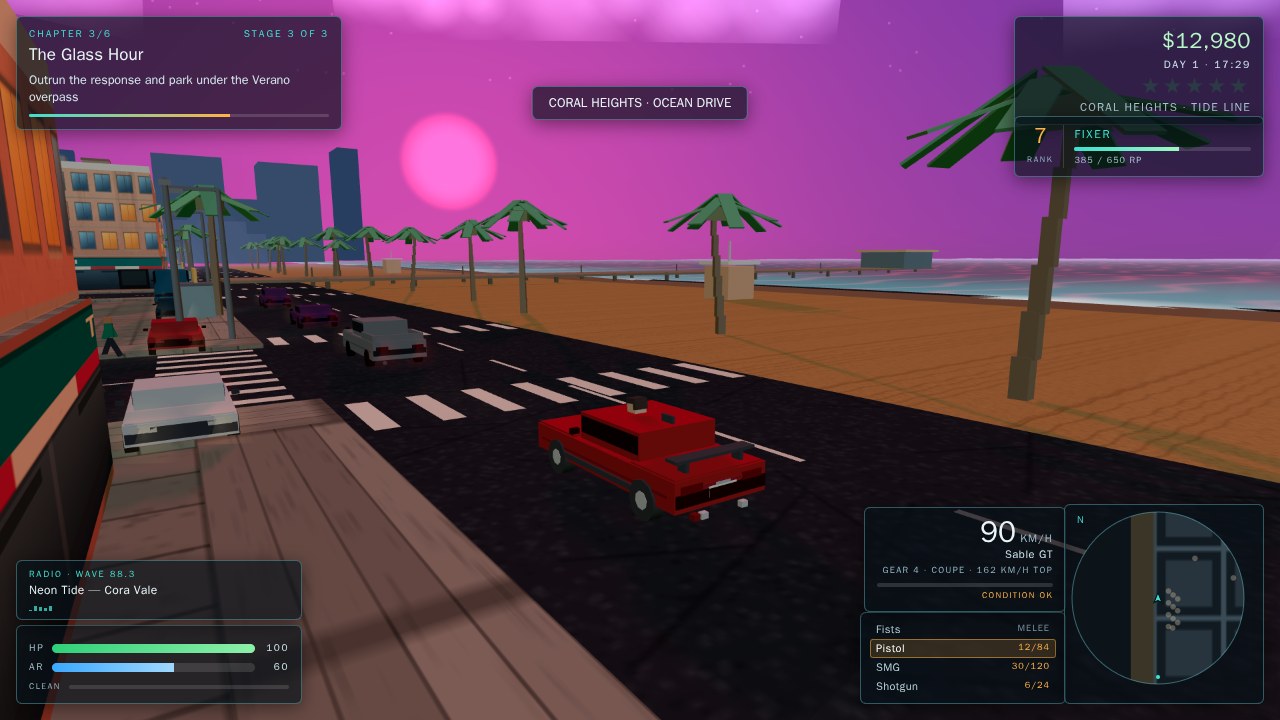 CHAPTER 3/6
STAGE 3 OF 3
The Glass Hour
Outrun the response and park under the Verano
overpass
CORAL HEIGHTS · OCEAN DRIVE
$12,980
DAY 1 · 17:29
★★★★★
CORAL HEIGHTS · TIDE LINE
7
RANK
FIXER
385 / 650 RP
T
RADIO · WAVE 88.3
Neon Tide — Cora Vale
HP 100
AR 60
CLEAN
90 KM/H
Sable GT
GEAR 4 · COUPE · 162 KM/H TOP
CONDITION OK
Fists MELEE
Pistol 12/84
SMG 30/120
Shotgun 6/24
N